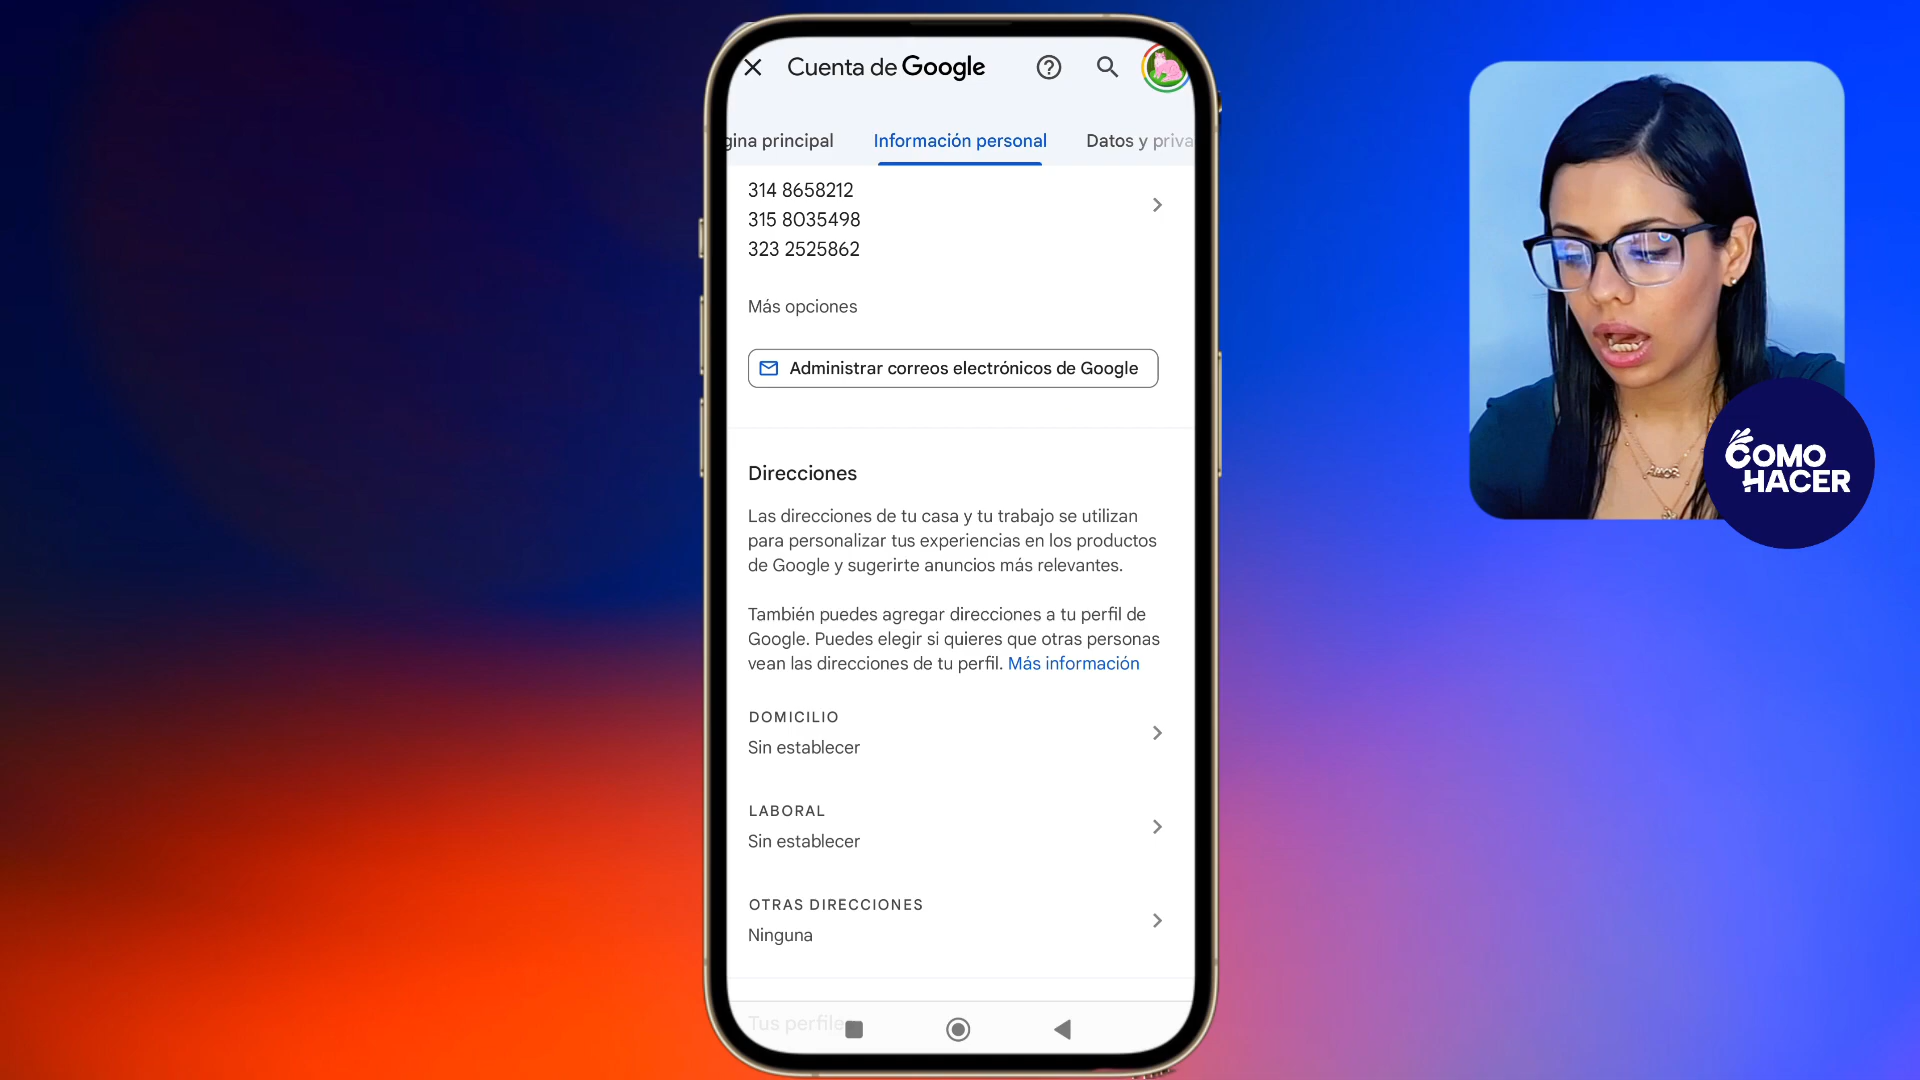 Cuenta de Google
gina principal
Información personal
Datos y priva
314 8658212
315 8035498
323 2525862
Más opciones
Administrar correos electrónicos de Google
Direcciones
Las direcciones de tu casa y tu trabajo se utilizan
para personalizar tus experiencias en los productos
de Google y sugerirte anuncios más relevantes.
También puedes agregar direcciones a tu perfil de
Google. Puedes elegir si quieres que otras personas
vean las direcciones de tu perfil. Más información
DOMICILIO
Sin establecer
LABORAL
Sin establecer
OTRAS DIRECCIONES
Ninguna
Tus perfile
Amor
COMO
HACER